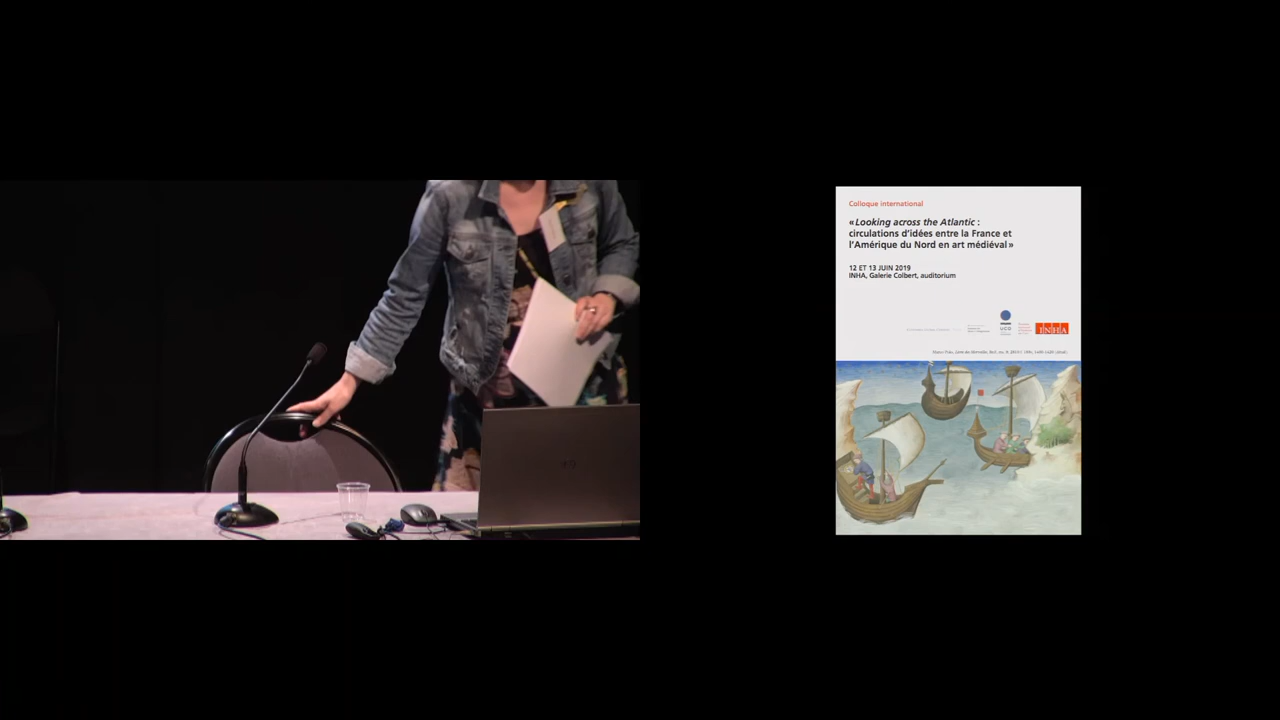 Colloque international
« Looking across the Atlantic :
circulations d'idées entre la France et
l'Amérique du Nord en art médiéval »
12 ET 13 JUIN 2019
INHA, Galerie Colbert, auditorium
INHA